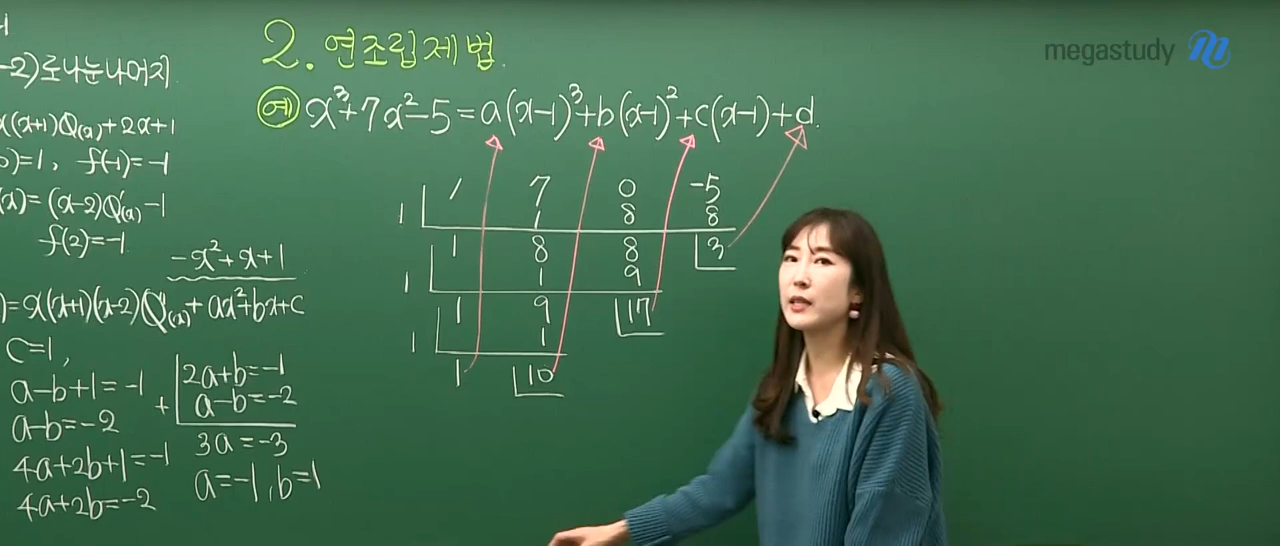 megastudy
2. 연조립제법.
예 x³+7x²-5=a(x-1)³+b(x-1)²+c(x-1)+d.
1 7 0 -5
1 1 8 8
1 8 8 3
1 1 9
1 9 17
1 1
1 10
-2)로 나눈 나머지
x(x+1)Q(x)+2x+1
)=1, f(-1)=-1
(x)=(x-2)Q'(x)-1
f(2)=-1
-x²+x+1
)=x(x+1)(x-2)Q''(x)+ax²+bx+c
c=1,
a-b+1=-1
a-b=-2
4a+2b+1=-1
4a+2b=-2
2a+b=-1
+ a-b=-2
3a=-3
a=-1, b=1